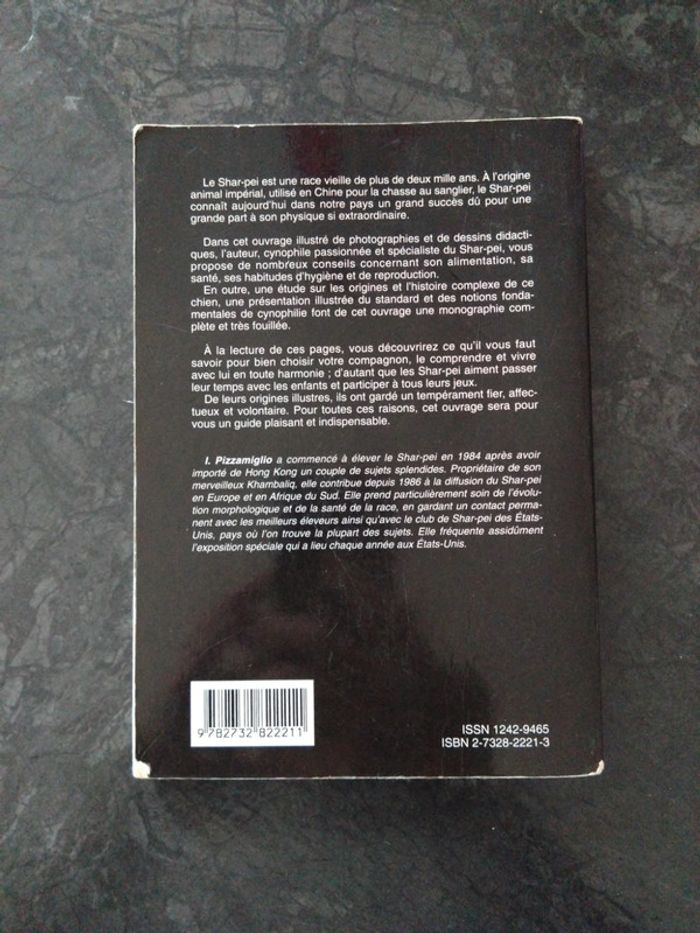 Le Shar-pei est une race vieille de plus de deux mille ans. À l'origine
animal impérial, utilisé en Chine pour la chasse au sanglier, le Shar-pei
connaît aujourd'hui dans notre pays un grand succès dû pour une
grande part à son physique si extraordinaire.
Dans cet ouvrage illustré de photographies et de dessins didacti-
ques, l'auteur, cynophile passionnée et spécialiste du Shar-pei, vous
propose de nombreux conseils concernant son alimentation, sa
santé, ses habitudes d'hygiène et de reproduction.
En outre, une étude sur les origines et l'histoire complexe de ce
chien, une présentation illustrée du standard et des notions fonda-
mentales de cynophilie font de cet ouvrage une monographie com-
plète et très fouillée.
À la lecture de ces pages, vous découvrirez ce qu'il vous faut
savoir pour bien choisir votre compagnon, le comprendre et vivre
avec lui en toute harmonie ; d'autant que les Shar-pei aiment passer
leur temps avec les enfants et participer à tous leurs jeux.
De leurs origines illustres, ils ont gardé un tempérament fier, affec-
tueux et volontaire. Pour toutes ces raisons, cet ouvrage sera pour
vous un guide plaisant et indispensable.
I. Pizzamiglio a commencé à élever le Shar-pei en 1984 après avoir
importé de Hong Kong un couple de sujets splendides. Propriétaire de son
merveilleux Khambaliq, elle contribue depuis 1986 à la diffusion du Shar-pei
en Europe et en Afrique du Sud. Elle prend particulièrement soin de l'évolu-
tion morphologique et de la santé de la race, en gardant un contact perma-
nent avec les meilleurs éleveurs ainsi qu'avec le club de Shar-pei des États-
Unis, pays où l'on trouve la plupart des sujets. Elle fréquente assidûment
l'exposition spéciale qui a lieu chaque année aux États-Unis.
9 782732 822211
ISSN 1242-9465
ISBN 2-7328-2221-3